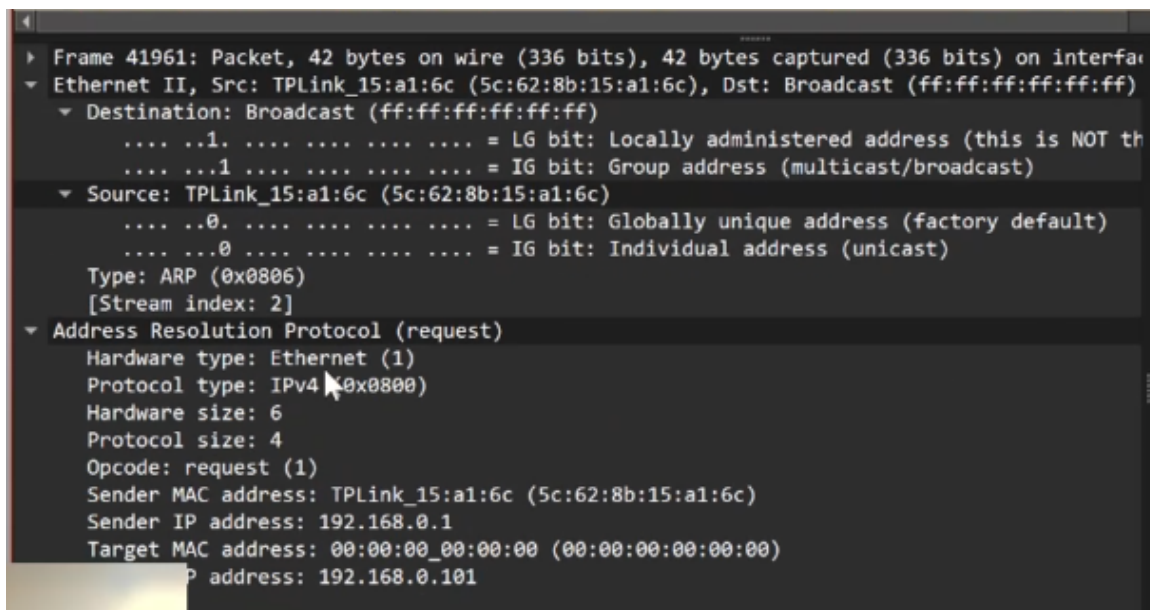 Frame 41961: Packet, 42 bytes on wire (336 bits), 42 bytes captured (336 bits) on interfa
Ethernet II, Src: TPLink_15:a1:6c (5c:62:8b:15:a1:6c), Dst: Broadcast (ff:ff:ff:ff:ff:ff)
Destination: Broadcast (ff:ff:ff:ff:ff:ff)
.... ..1. .... .... .... .... = LG bit: Locally administered address (this is NOT th
.... ...1 .... .... .... .... = IG bit: Group address (multicast/broadcast)
Source: TPLink_15:a1:6c (5c:62:8b:15:a1:6c)
.... ..0. .... .... .... .... = LG bit: Globally unique address (factory default)
.... ...0 .... .... .... .... = IG bit: Individual address (unicast)
Type: ARP (0x0806)
[Stream index: 2]
Address Resolution Protocol (request)
Hardware type: Ethernet (1)
Protocol type: IPv4 (0x0800)
Hardware size: 6
Protocol size: 4
Opcode: request (1)
Sender MAC address: TPLink_15:a1:6c (5c:62:8b:15:a1:6c)
Sender IP address: 192.168.0.1
Target MAC address: 00:00:00_00:00:00 (00:00:00:00:00:00)
P address: 192.168.0.101